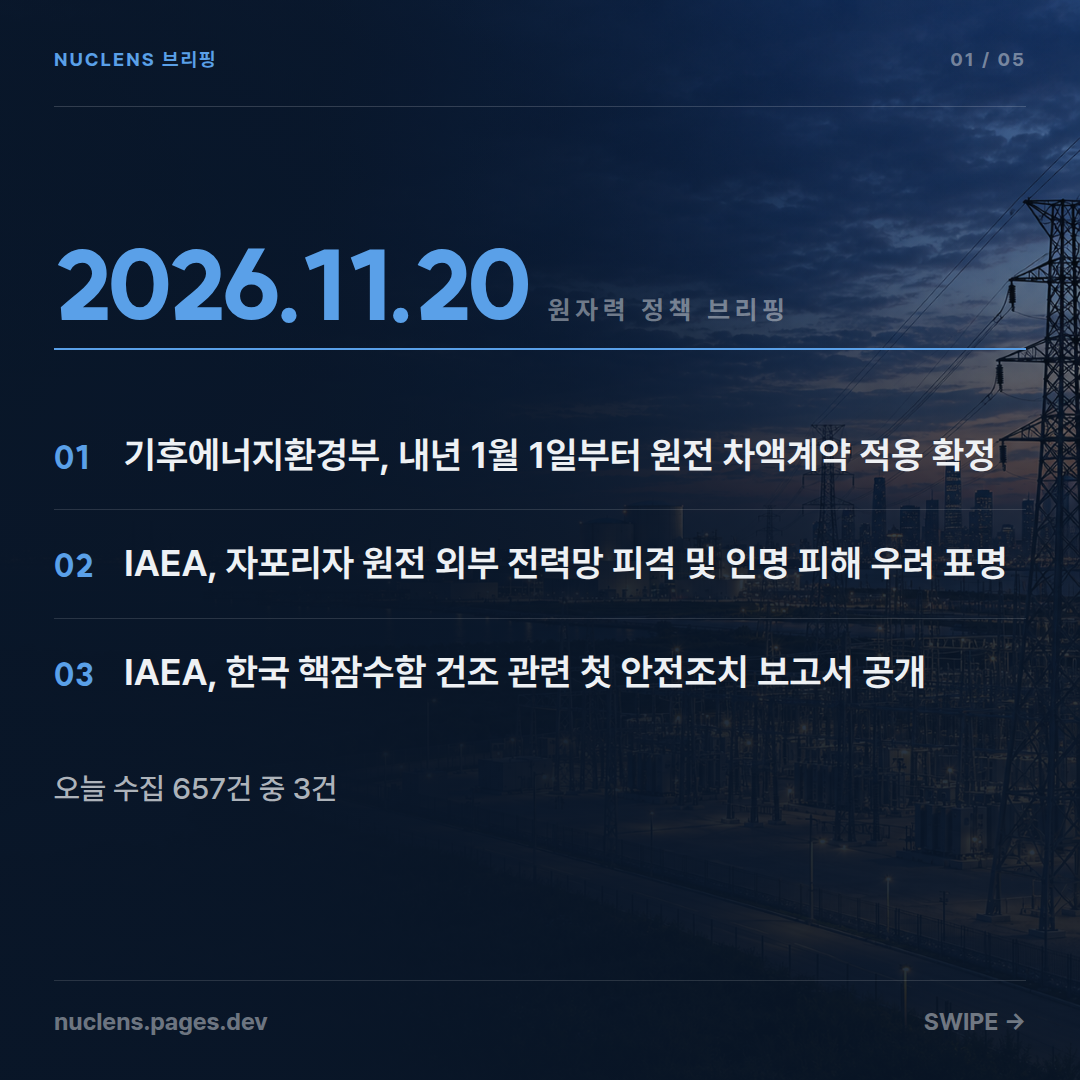 NUCLENS 브리핑
01 / 05
2026.11.20 원자력 정책 브리핑
01 기후에너지환경부, 내년 1월 1일부터 원전 차액계약 적용 확정
02 IAEA, 자포리자 원전 외부 전력망 피격 및 인명 피해 우려 표명
03 IAEA, 한국 핵잠수함 건조 관련 첫 안전조치 보고서 공개
오늘 수집 657건 중 3건
nuclens.pages.dev
SWIPE →